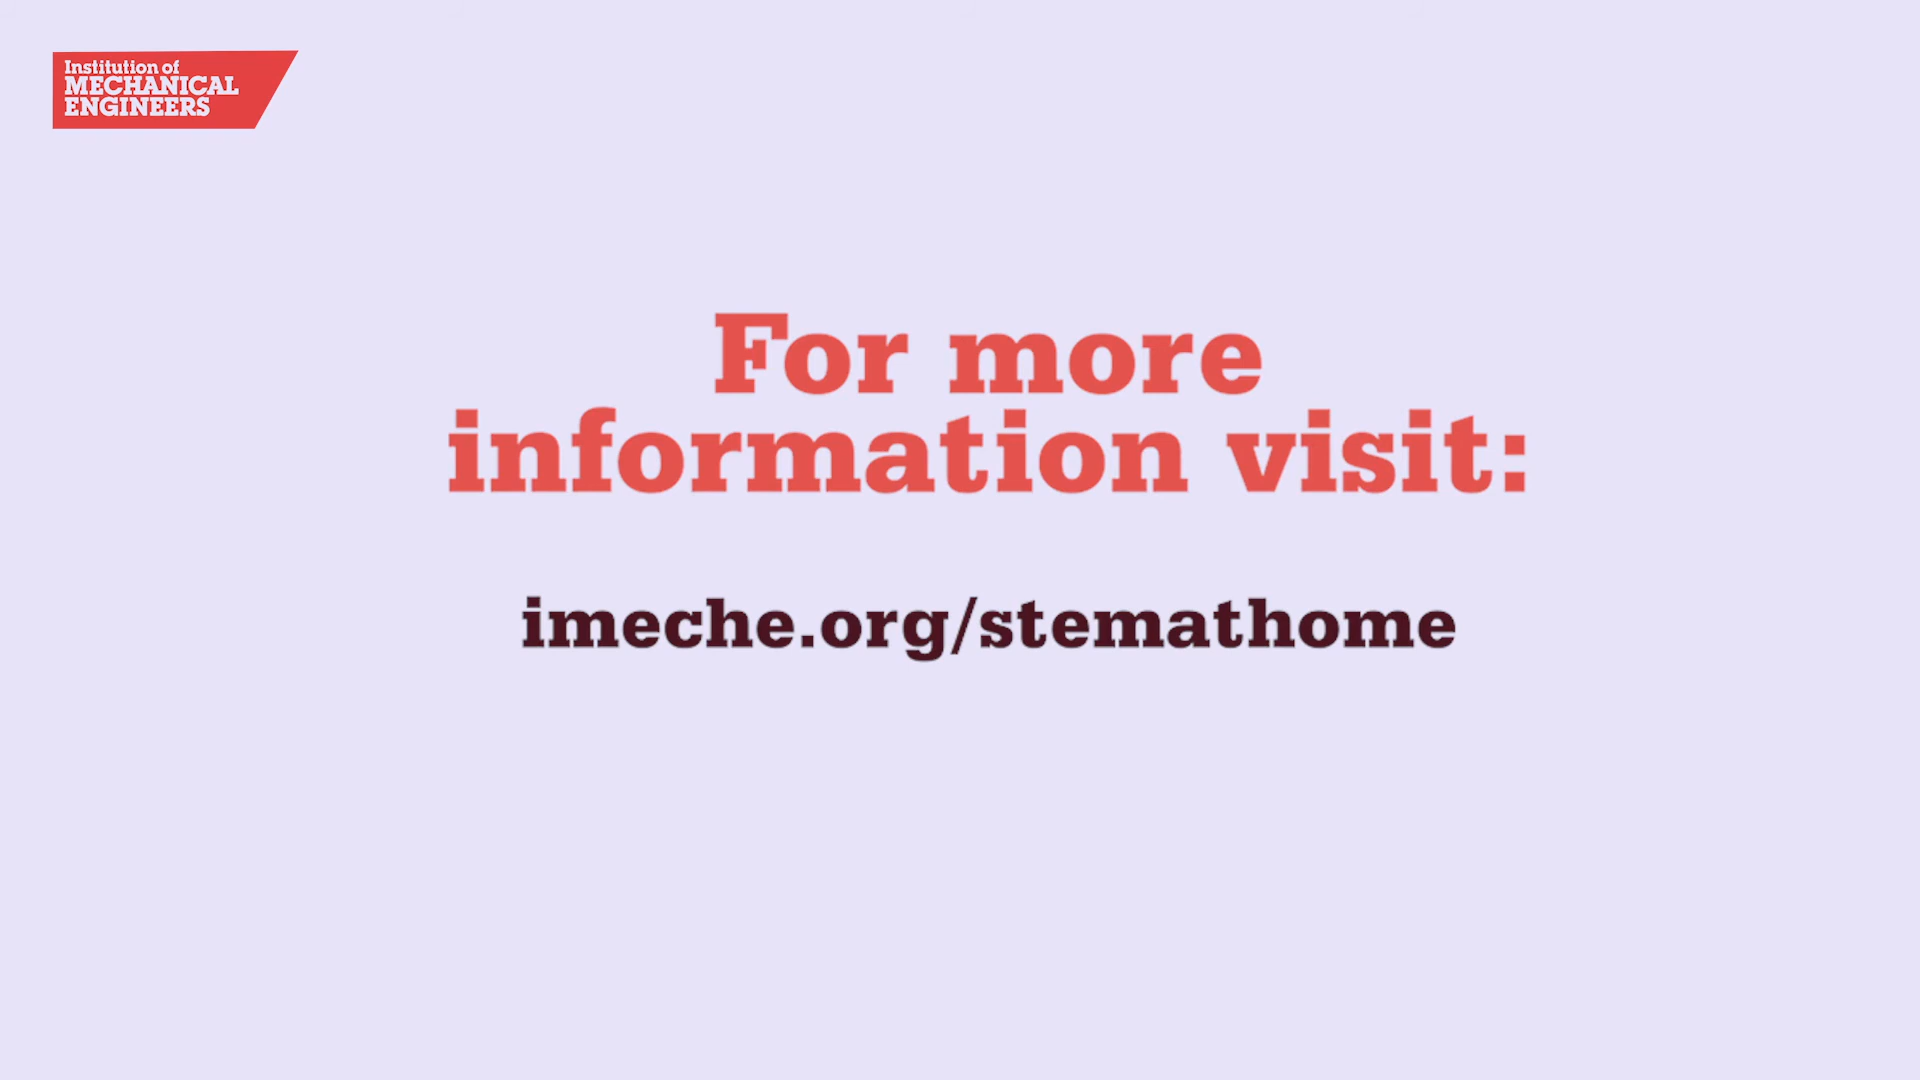 Institution of
MECHANICAL
ENGINEERS
For more
information visit:
imeche.org/stemathome